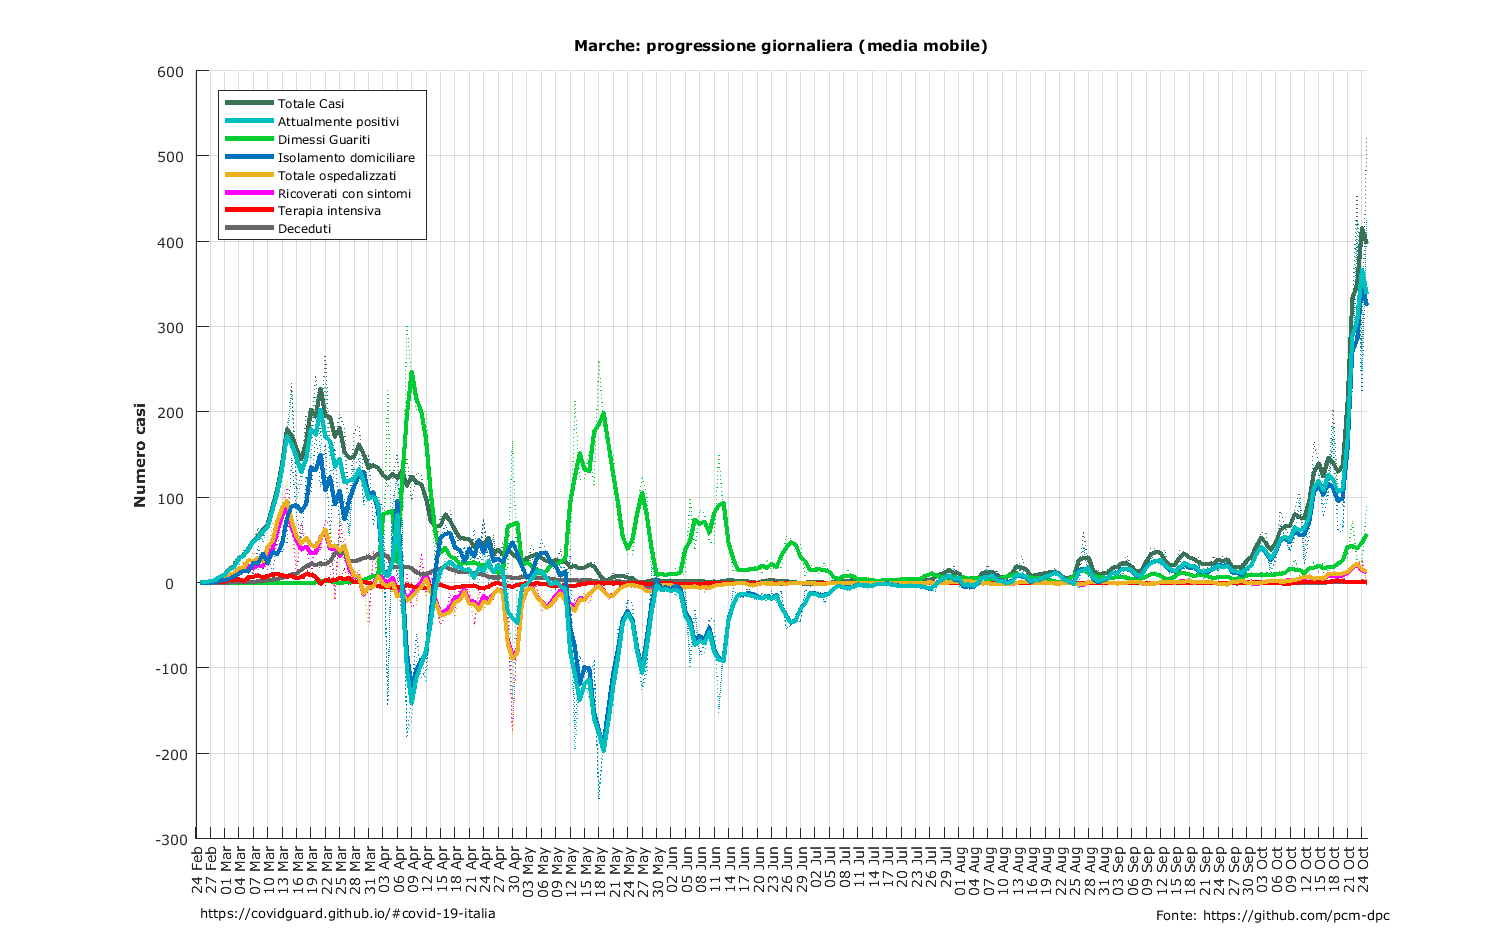 Marche: progressione giornaliera (media mobile)
600
500
400
300
200
100
0
-100
-200
-300
Numero casi
Totale Casi
Attualmente positivi
Dimessi Guariti
Isolamento domiciliare
Totale ospedalizzati
Ricoverati con sintomi
Terapia intensiva
Deceduti
24 Feb
27 Feb
01 Mar
04 Mar
07 Mar
10 Mar
13 Mar
16 Mar
19 Mar
22 Mar
25 Mar
28 Mar
31 Mar
03 Apr
06 Apr
09 Apr
12 Apr
15 Apr
18 Apr
21 Apr
24 Apr
27 Apr
30 Apr
03 May
06 May
09 May
12 May
15 May
18 May
21 May
24 May
27 May
30 May
02 Jun
05 Jun
08 Jun
11 Jun
14 Jun
17 Jun
20 Jun
23 Jun
26 Jun
29 Jun
02 Jul
05 Jul
08 Jul
11 Jul
14 Jul
17 Jul
20 Jul
23 Jul
26 Jul
29 Jul
01 Aug
04 Aug
07 Aug
10 Aug
13 Aug
16 Aug
19 Aug
22 Aug
25 Aug
28 Aug
31 Aug
03 Sep
06 Sep
09 Sep
12 Sep
15 Sep
18 Sep
21 Sep
24 Sep
27 Sep
30 Sep
03 Oct
06 Oct
09 Oct
12 Oct
15 Oct
18 Oct
21 Oct
24 Oct
https://covidguard.github.io/#covid-19-italia
Fonte: https://github.com/pcm-dpc